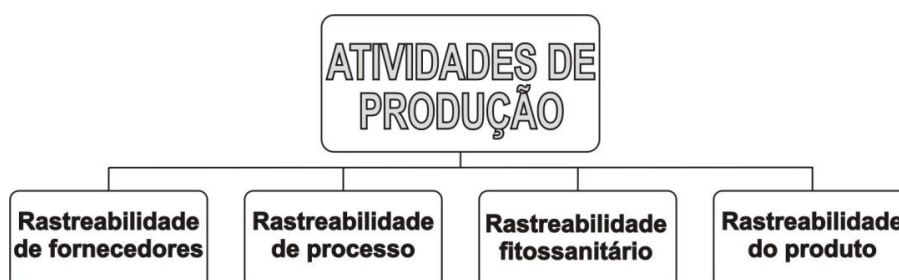 ATIVIDADES DE
PRODUÇÃO
Rastreabilidade
de fornecedores
Rastreabilidade
de processo
Rastreabilidade
fitossanitário
Rastreabilidade
do produto